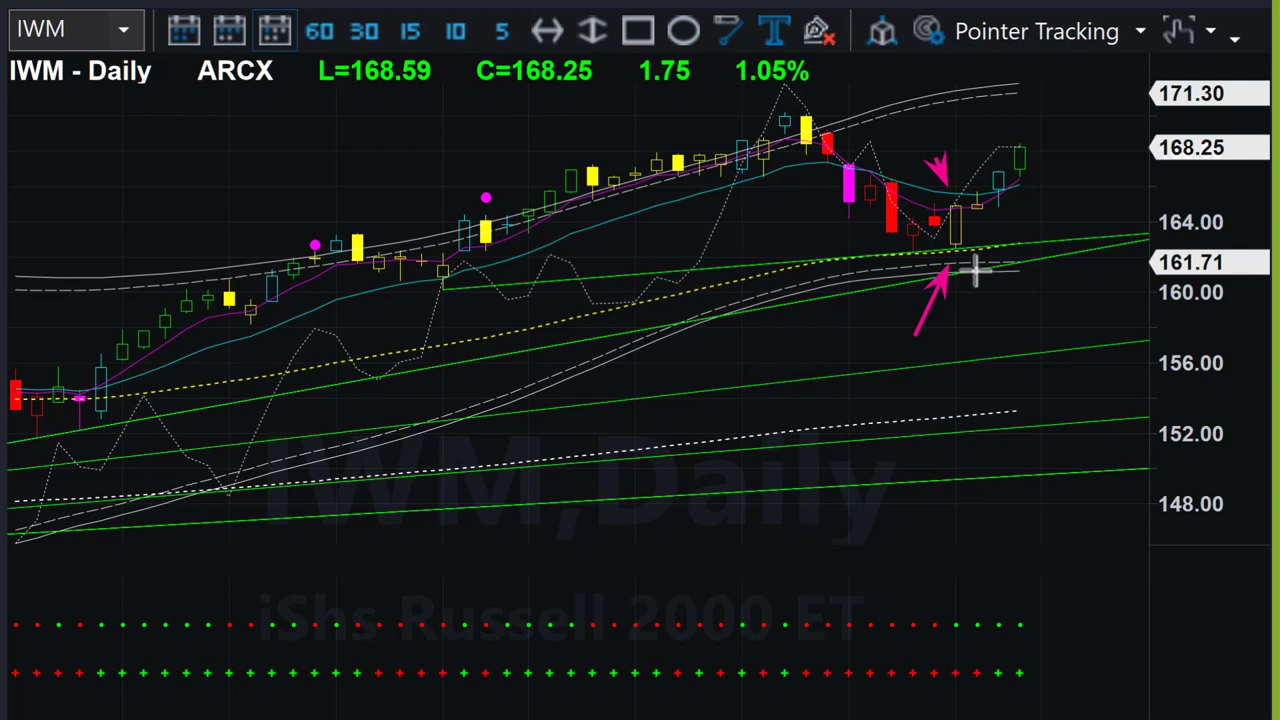 IWM
60 30 15 10 5 T Pointer Tracking
IWM - Daily ARCX L=168.59 C=168.25 1.75 1.05%
171.30
168.25
164.00
161.71
160.00
156.00
152.00
148.00
IWM,Daily
iShs Russell 2000 ET